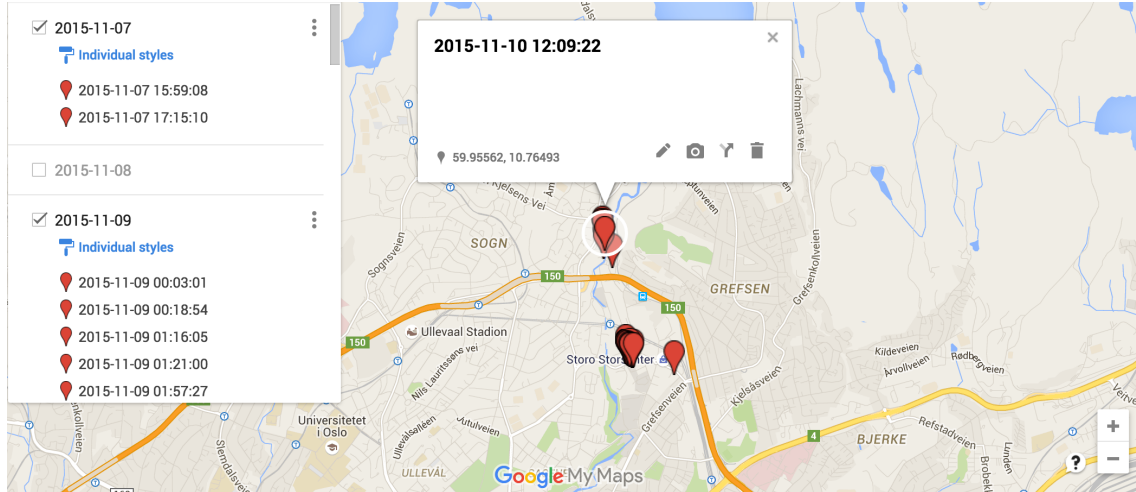 2015-11-07
Individual styles
2015-11-07 15:59:08
2015-11-07 17:15:10
2015-11-08
2015-11-09
Individual styles
2015-11-09 00:03:01
2015-11-09 00:18:54
2015-11-09 01:16:05
2015-11-09 01:21:00
2015-11-09 01:57:27
2015-11-10 12:09:22
59.95562, 10.76493
Kjelsens Vei
Lachmanns vei
SOGN
Sognsveien
150
GREFSEN
Grefsenkollveien
150
150
Ullevaal Stadion
Nils Lauritssøns vei
Storo
Kjelsåsveien
Grefsenveien
Kildeveien
Årvollveien
Rødbergveien
Universitetet
i Oslo
Ullevålsalleen
Jutulveien
Slemdalsveien
ULLEVÅL
4
BJERKE
Refstadveien
Lunden
Google My Maps
+
−
?